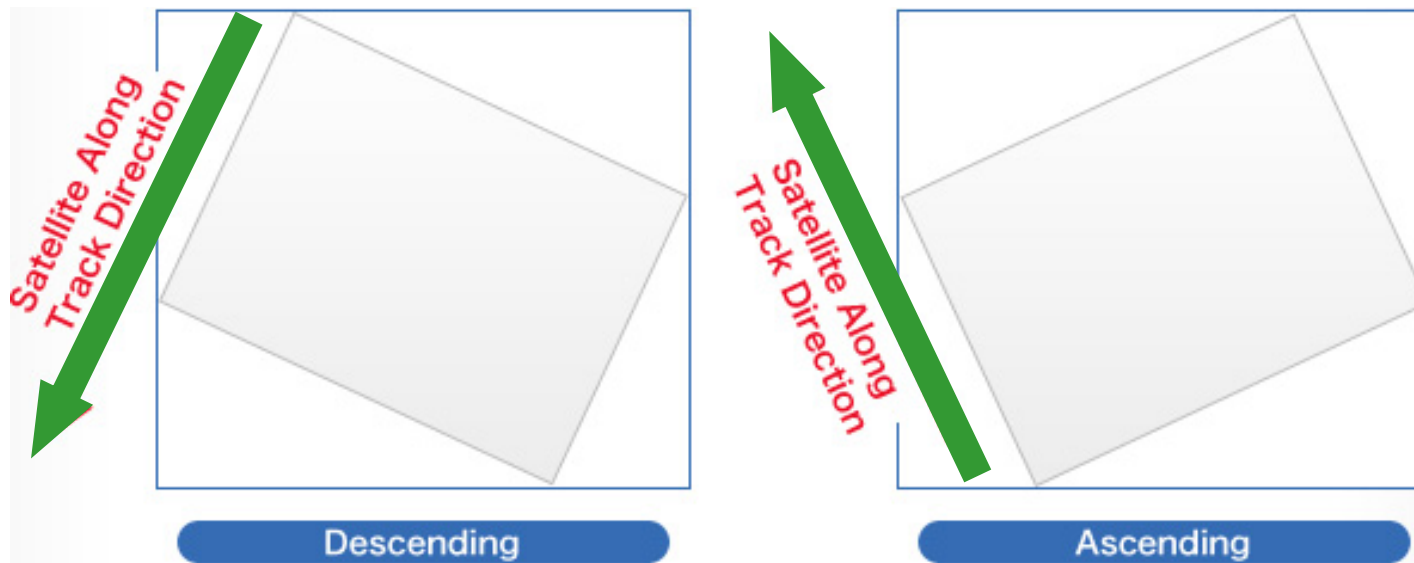 Satellite Along
Track Direction
Satellite Along
Track Direction
Descending
Ascending